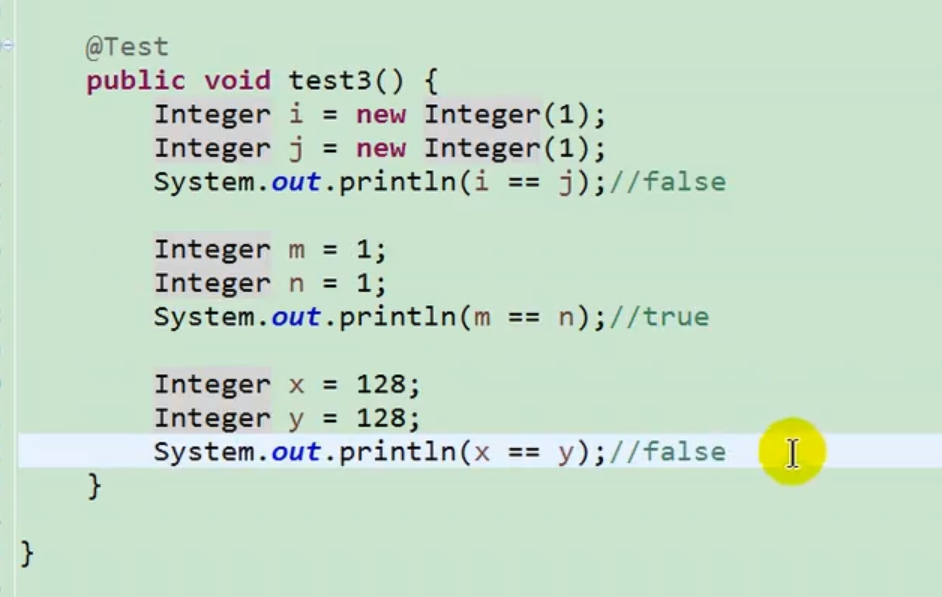 @Test
public void test3() {
Integer i = new Integer(1);
Integer j = new Integer(1);
System.out.println(i == j);//false
Integer m = 1;
Integer n = 1;
System.out.println(m == n);//true
Integer x = 128;
Integer y = 128;
System.out.println(x == y);//false
}
}